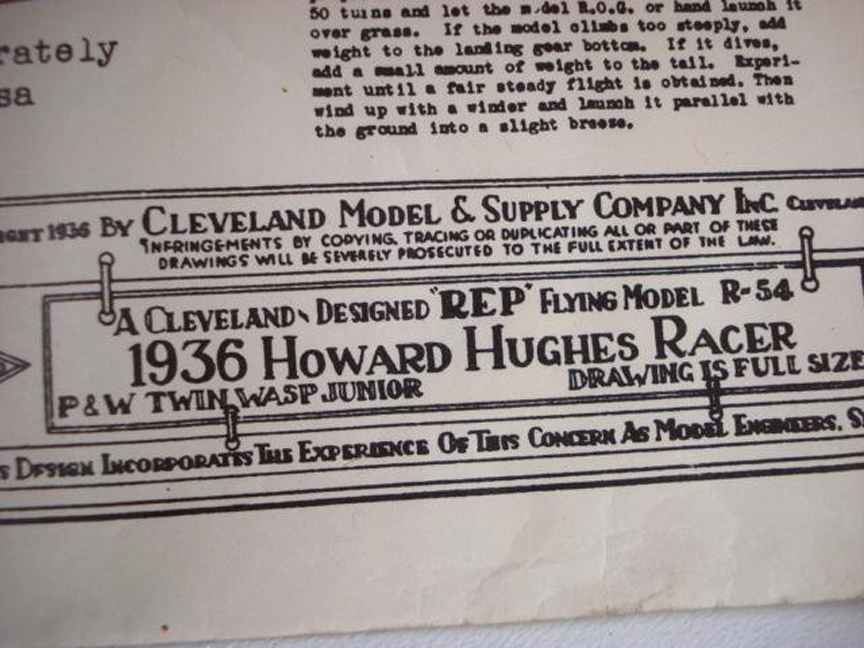 50 turns and let the model R.O.G. or hand launch it
over grass. If the model climbs too steeply, add
weight to the landing gear bottom. If it dives,
add a small amount of weight to the tail. Experi-
ment until a fair steady flight is obtained. Then
wind up with a winder and launch it parallel with
the ground into a slight breeze.
rately
sa
1936 BY CLEVELAND MODEL & SUPPLY COMPANY INC
INFRINGEMENTS BY COPYING, TRACING OR DUPLICATING ALL OR PART OF THESE
DRAWINGS WILL BE SEVERELY PROSECUTED TO THE FULL EXTENT OF THE LAW.
A CLEVELAND-DESIGNED "REP" FLYING MODEL R-54
1936 HOWARD HUGHES RACER
P&W TWIN WASP JUNIOR DRAWING IS FULL SIZE
DESIGN INCORPORATES THE EXPERIENCE OF THIS CONCERN AS MODEL ENGINEERS.